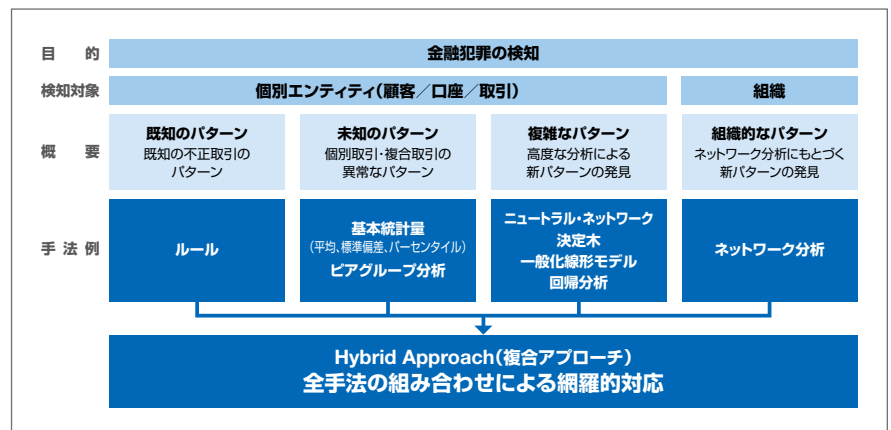 目的
金融犯罪の検知
検知対象
個別エンティティ（顧客／口座／取引）
組織
概要
既知のパターン
既知の不正取引の
パターン
未知のパターン
個別取引・複合取引の
異常なパターン
複雑なパターン
高度な分析による
新パターンの発見
組織的なパターン
ネットワーク分析にもとづく
新パターンの発見
手法例
ルール
基本統計量
（平均、標準偏差、パーセンタイル）
ピアグループ分析
ニュートラル・ネットワーク
決定木
一般化線形モデル
回帰分析
ネットワーク分析
Hybrid Approach（複合アプローチ）
全手法の組み合わせによる網羅的対応